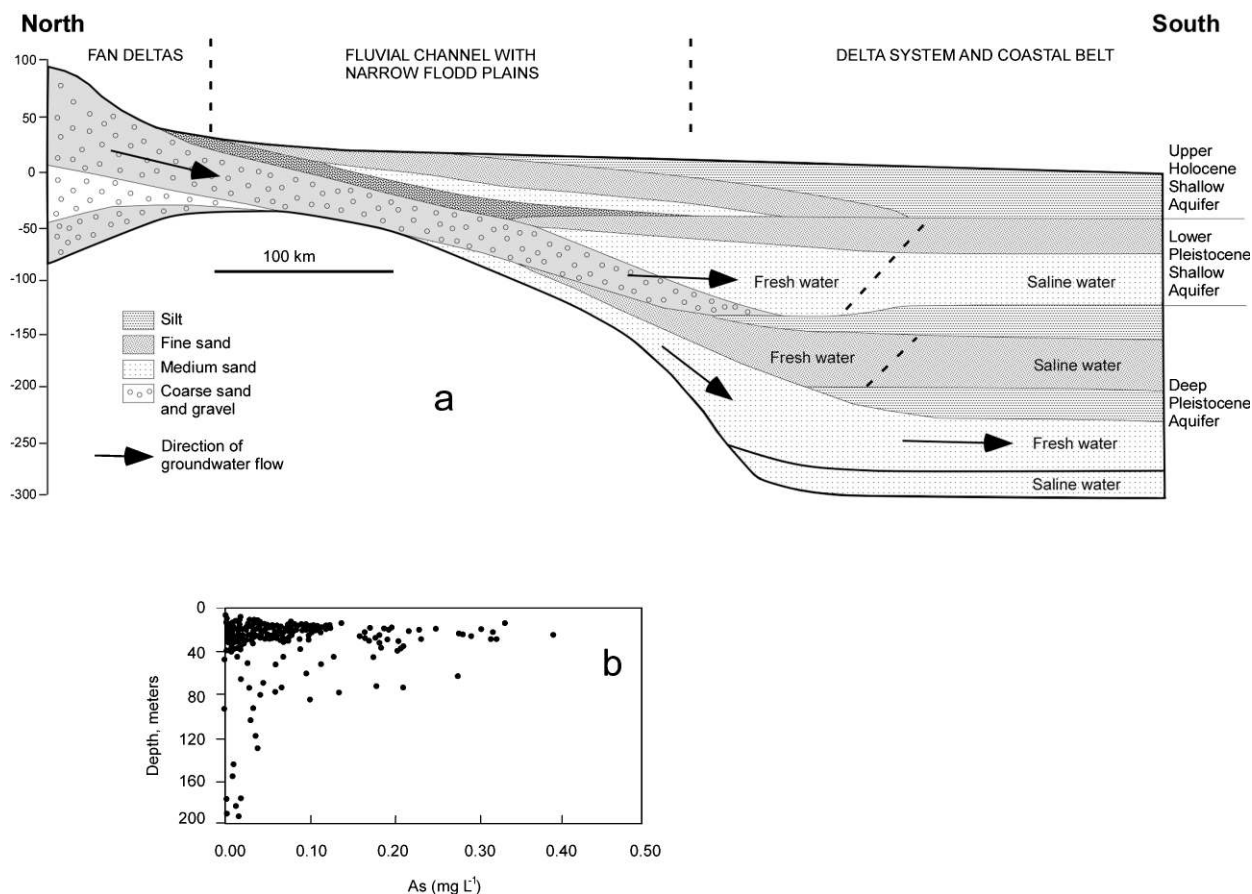 North
South
FAN DELTAS
FLUVIAL CHANNEL WITH
NARROW FLODD PLAINS
DELTA SYSTEM AND COASTAL BELT
100
50
0
-50
-100
-150
-200
-250
-300
Upper
Holocene
Shallow
Aquifer
Lower
Pleistocene
Shallow
Aquifer
Deep
Pleistocene
Aquifer
100 km
Fresh water
Saline water
Fresh water
Saline water
Fresh water
Saline water
Silt
Fine sand
Medium sand
Coarse sand
and gravel
Direction of
groundwater flow
a
b
Depth, meters
0
40
80
120
160
200
0.00 0.10 0.20 0.30 0.40 0.50
As (mg L⁻¹)